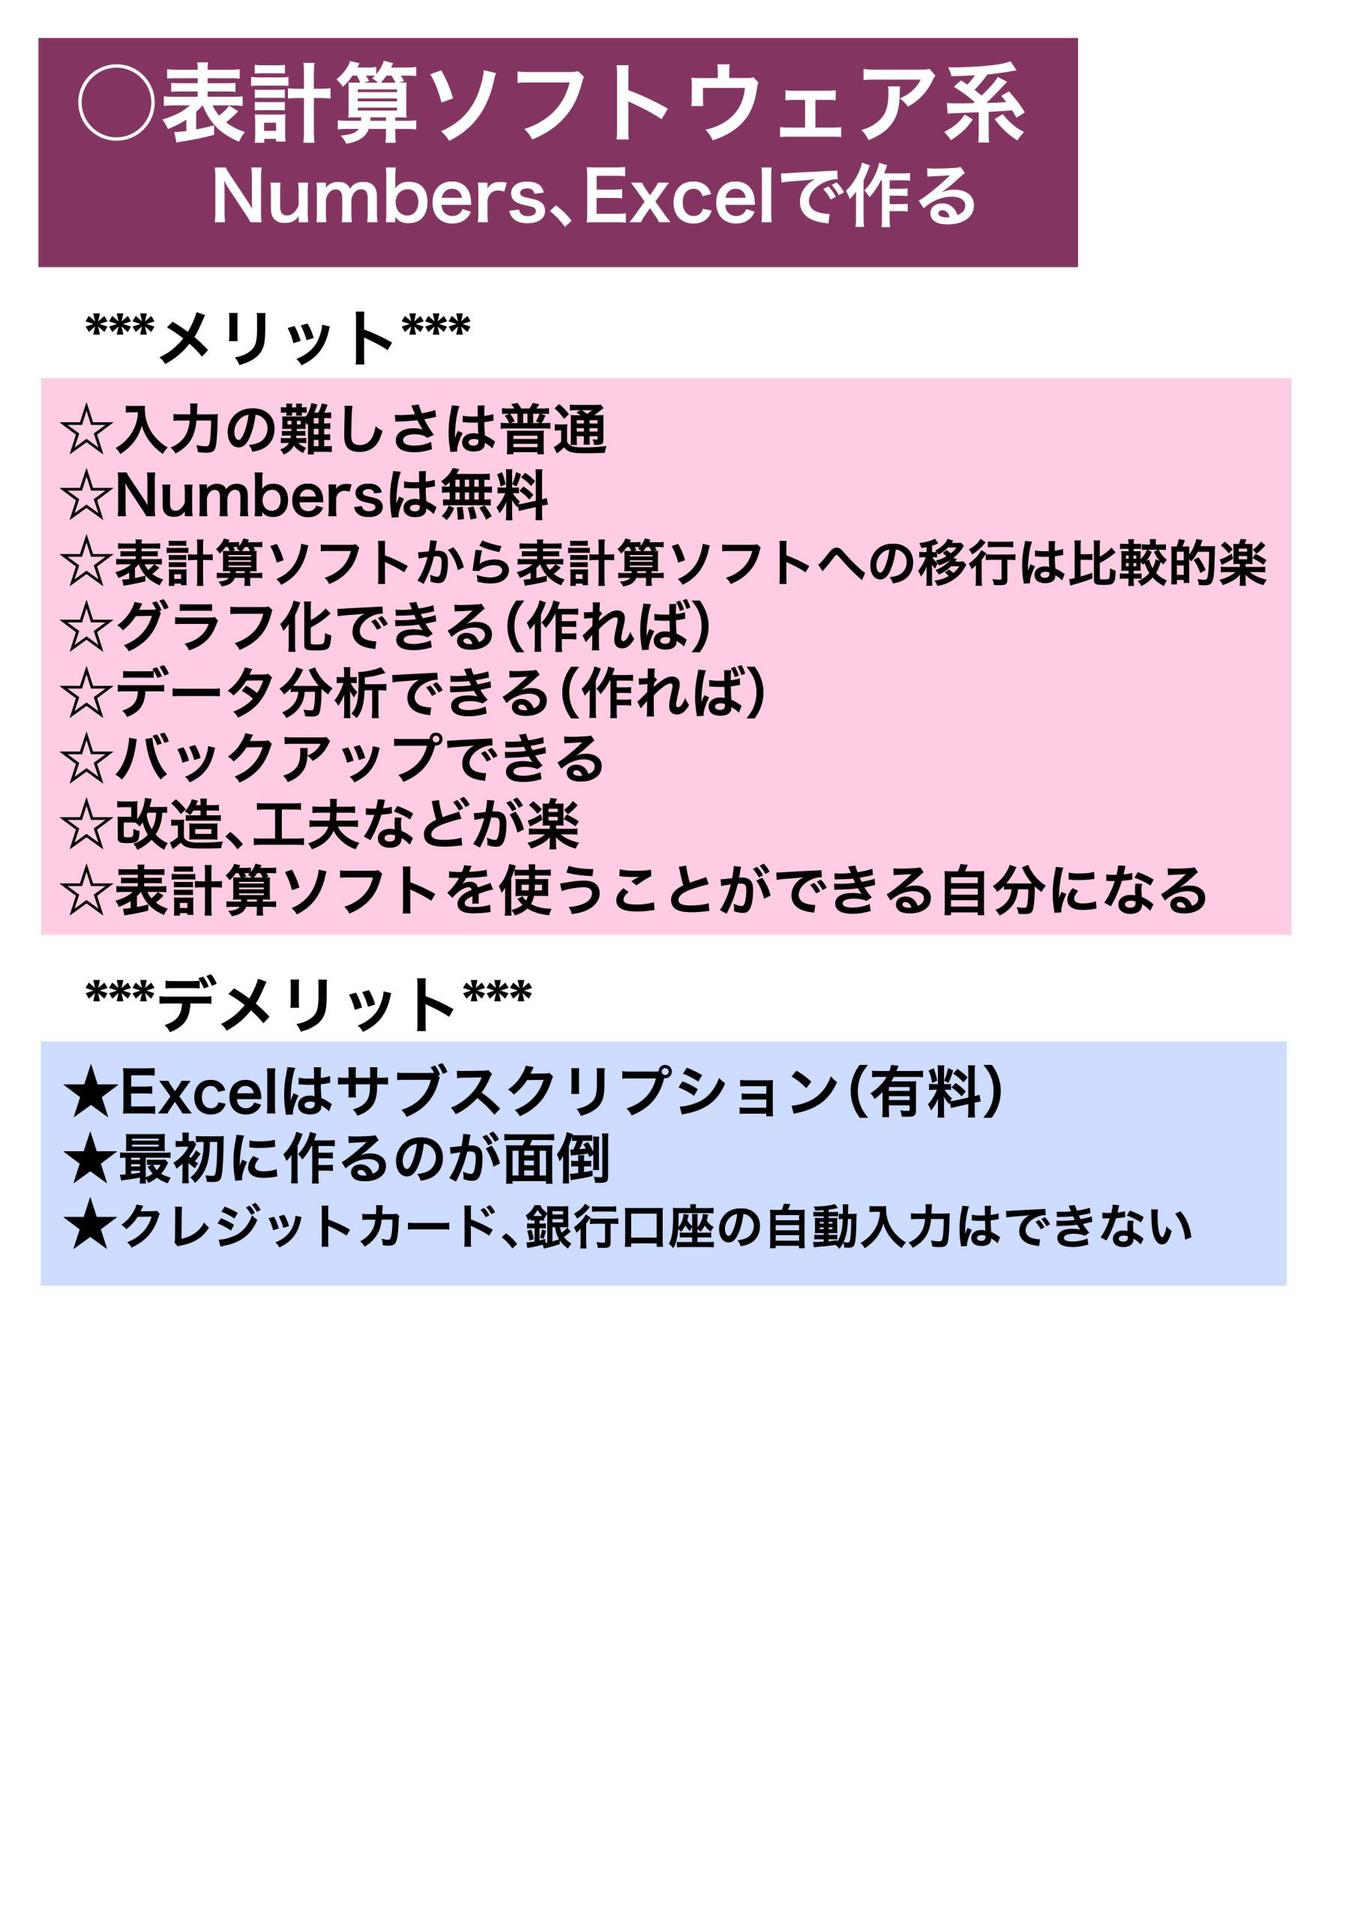 ○表計算ソフトウェア系
Numbers、Excelで作る
***メリット***
☆入力の難しさは普通
☆Numbersは無料
☆表計算ソフトから表計算ソフトへの移行は比較的楽
☆グラフ化できる(作れば)
☆データ分析できる(作れば)
☆バックアップできる
☆改造、工夫などが楽
☆表計算ソフトを使うことができる自分になる
***デメリット***
★Excelはサブスクリプション(有料)
★最初に作るのが面倒
★クレジットカード、銀行口座の自動入力はできない